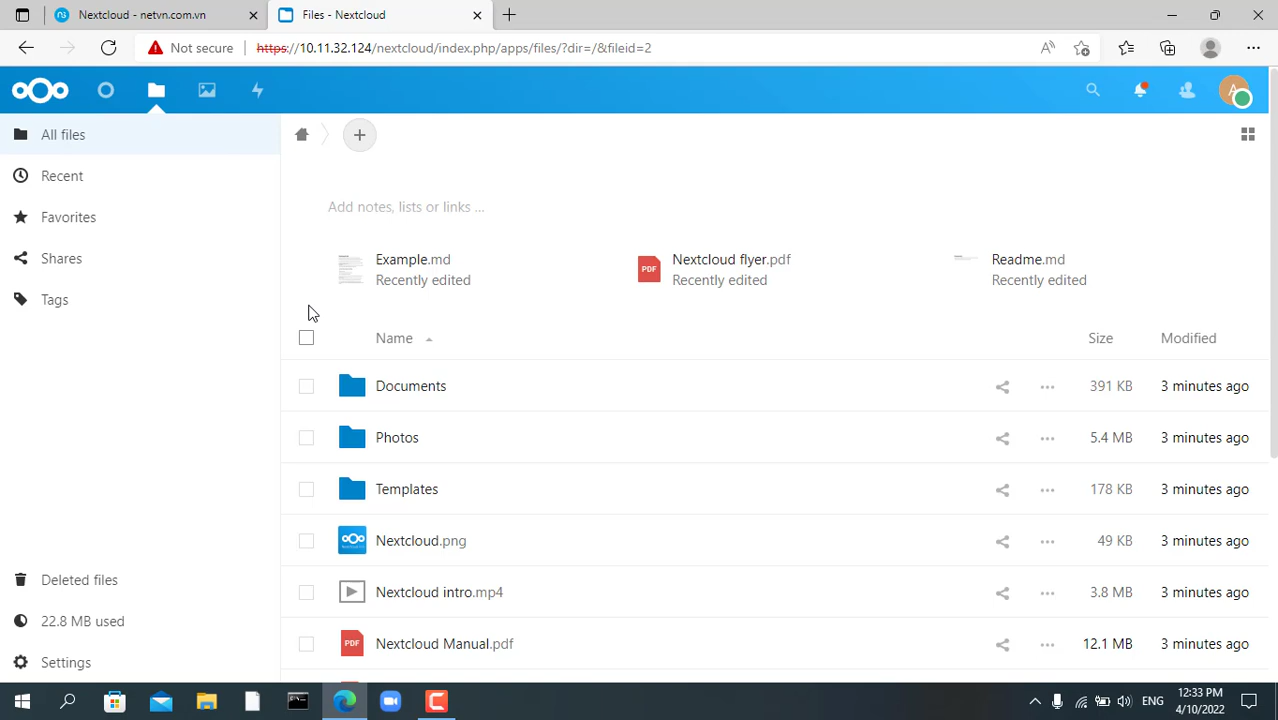 Nextcloud - netvn.com.vn
Files - Nextcloud
Not secure
https://10.11.32.124/nextcloud/index.php/apps/files/?dir=/&fileid=2
A
All files
Recent
Favorites
Shares
Tags
Add notes, lists or links ...
Example.md
Recently edited
Nextcloud flyer.pdf
Recently edited
Readme.md
Recently edited
Name Size Modified
Documents 391 KB 3 minutes ago
Photos 5.4 MB 3 minutes ago
Templates 178 KB 3 minutes ago
Nextcloud.png 49 KB 3 minutes ago
Nextcloud intro.mp4 3.8 MB 3 minutes ago
PDF Nextcloud Manual.pdf 12.1 MB 3 minutes ago
PDF
Deleted files
22.8 MB used
Settings
ENG
12:33 PM
4/10/2022